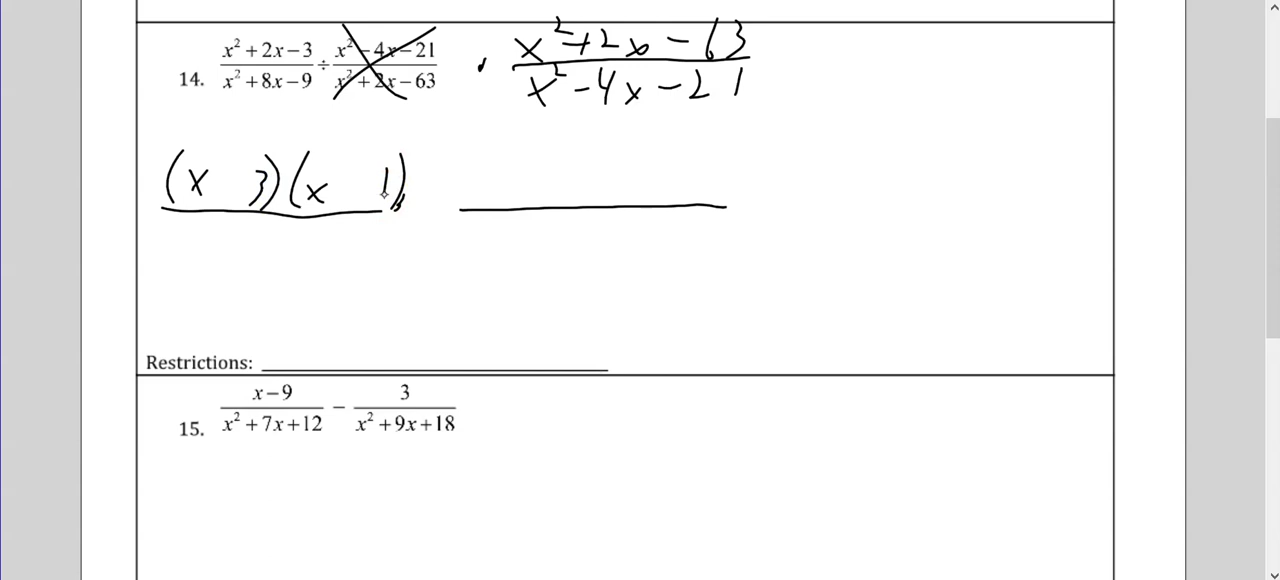 14. (x² + 2x − 3)/(x² + 8x − 9) ÷ (x² − 4x − 21)/(x² + 2x − 63) · (x² + 2x − 63)/(x² − 4x − 21)
(x 3)(x 1)
Restrictions:
15. (x − 9)/(x² + 7x + 12) − 3/(x² + 9x + 18)